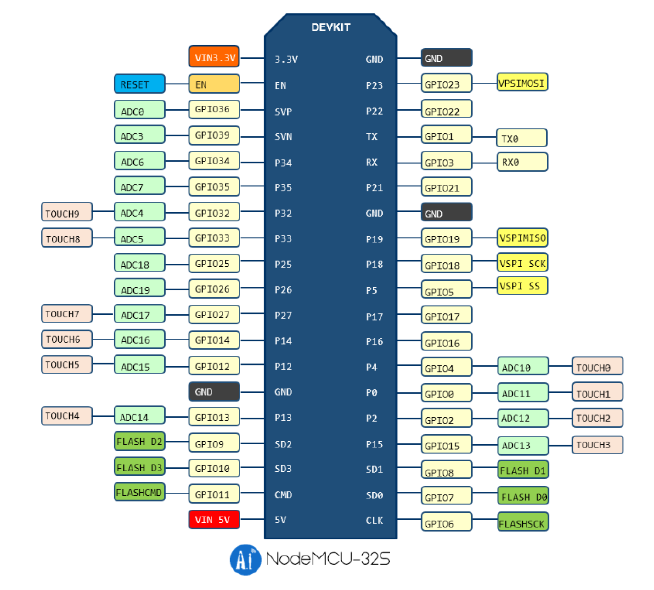 DEVKIT
VIN3.3V 3.3V GND GND
RESET EN EN P23 GPIO23 VPSIMOSI
ADC0 GPIO36 SVP P22 GPIO22
ADC3 GPIO39 SVN TX GPIO1 TX0
ADC6 GPIO34 P34 RX GPIO3 RX0
ADC7 GPIO35 P35 P21 GPIO21
TOUCH9 ADC4 GPIO32 P32 GND GND
TOUCH8 ADC5 GPIO33 P33 P19 GPIO19 VSPIMISO
ADC18 GPIO25 P25 P18 GPIO18 VSPI SCK
ADC19 GPIO26 P26 P5 GPIO5 VSPI SS
TOUCH7 ADC17 GPIO27 P27 P17 GPIO17
TOUCH6 ADC16 GPIO14 P14 P16 GPIO16
TOUCH5 ADC15 GPIO12 P12 P4 GPIO4 ADC10 TOUCH0
GND GND P0 GPIO0 ADC11 TOUCH1
TOUCH4 ADC14 GPIO13 P13 P2 GPIO2 ADC12 TOUCH2
FLASH D2 GPIO9 SD2 P15 GPIO15 ADC13 TOUCH3
FLASH D3 GPIO10 SD3 SD1 GPIO8 FLASH D1
FLASHCMD GPIO11 CMD SD0 GPIO7 FLASH D0
VIN 5V 5V CLK GPIO6 FLASHSCK
Ai NodeMCU-32S